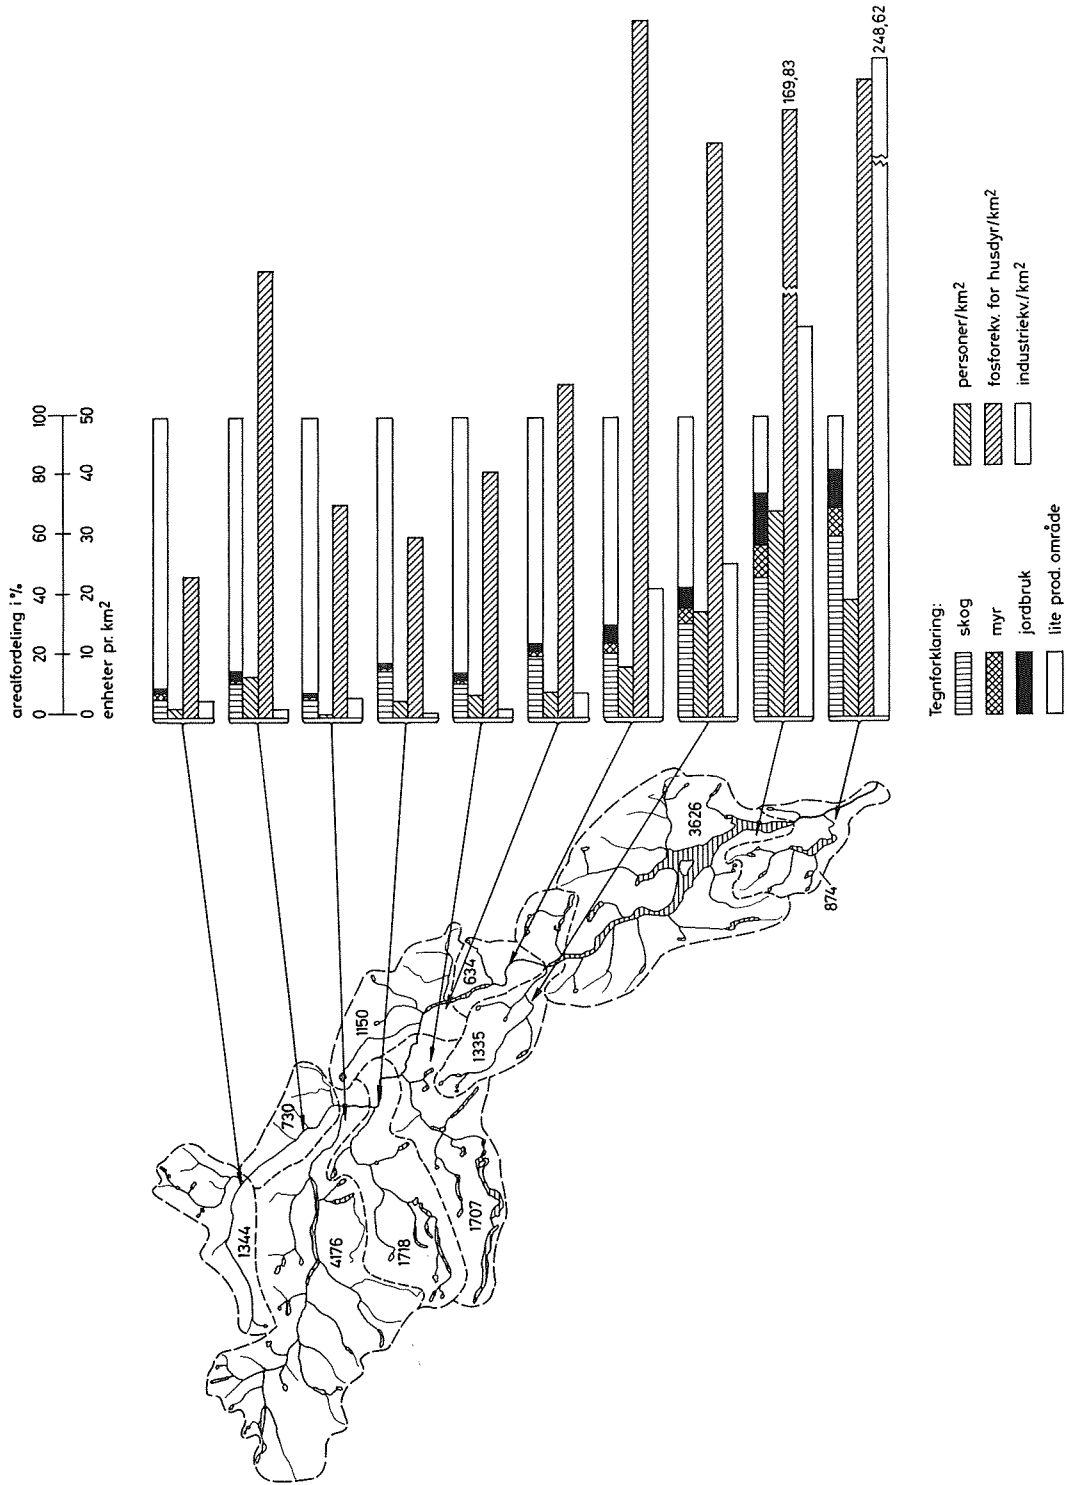 arealfordeling i %
0 20 40 60 80 100
0 10 20 30 40 50
enheter pr. km2
169,83
248,62
1344
730
4176
1718
1707
1150
634
1335
3626
874
Tegnforklaring:
skog
myr
jordbruk
lite prod. område
personer/km2
fosforekv. for husdyr/km2
industriekv./km2